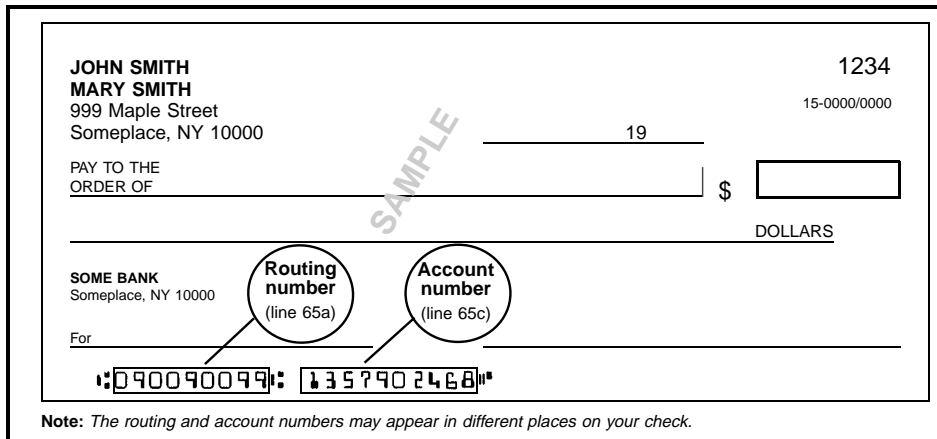 JOHN SMITH
MARY SMITH
999 Maple Street
Someplace, NY 10000
1234
15-0000/0000
19
SAMPLE
PAY TO THE
ORDER OF
$
DOLLARS
SOME BANK
Someplace, NY 10000
Routing
number
(line 65a)
Account
number
(line 65c)
For
⑆090090099⑆ 1357902468⑈
Note: The routing and account numbers may appear in different places on your check.